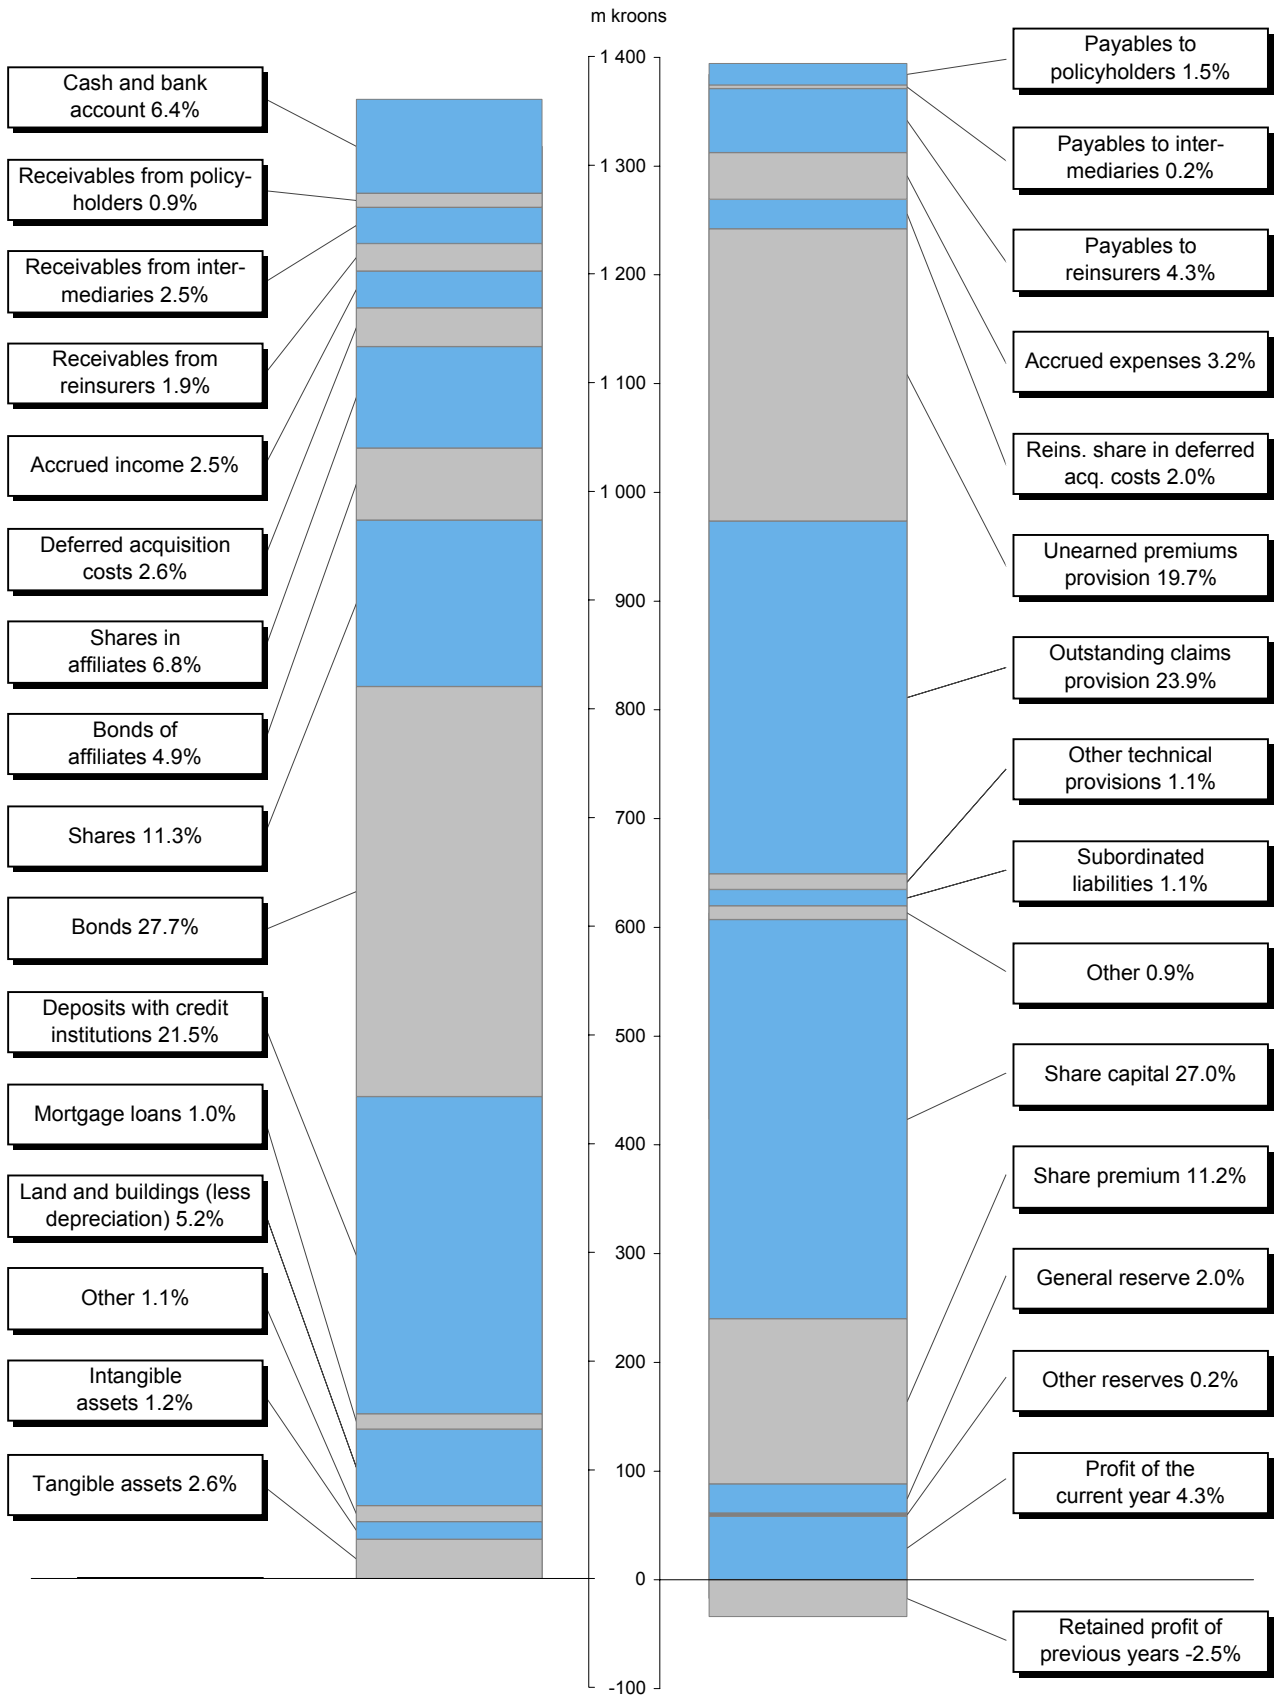 m kroons
Cash and bank
account 6.4%
Receivables from policy-
holders 0.9%
Receivables from inter-
mediaries 2.5%
Receivables from
reinsurers 1.9%
Accrued income 2.5%
Deferred acquisition
costs 2.6%
Shares in
affiliates 6.8%
Bonds of
affiliates 4.9%
Shares 11.3%
Bonds 27.7%
Deposits with credit
institutions 21.5%
Mortgage loans 1.0%
Land and buildings (less
depreciation) 5.2%
Other 1.1%
Intangible
assets 1.2%
Tangible assets 2.6%
1 400
1 300
1 200
1 100
1 000
900
800
700
600
500
400
300
200
100
0
-100
Payables to
policyholders 1.5%
Payables to inter-
mediaries 0.2%
Payables to
reinsurers 4.3%
Accrued expenses 3.2%
Reins. share in deferred
acq. costs 2.0%
Unearned premiums
provision 19.7%
Outstanding claims
provision 23.9%
Other technical
provisions 1.1%
Subordinated
liabilities 1.1%
Other 0.9%
Share capital 27.0%
Share premium 11.2%
General reserve 2.0%
Other reserves 0.2%
Profit of the
current year 4.3%
Retained profit of
previous years -2.5%